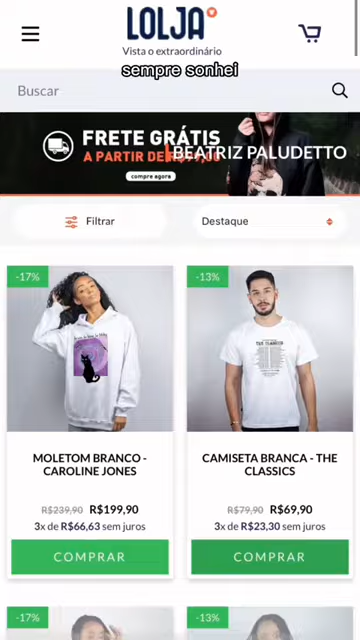 LOLJA
Vista o extraordinário
sempre sonhei
Buscar
FRETE GRÁTIS
A PARTIR DE
BEATRIZ PALUDETTO
compre agora
Filtrar
Destaque
-17%
-13%
MOLETOM BRANCO -
CAROLINE JONES
R$239,90 R$199,90
3x de R$66,63 sem juros
COMPRAR
CAMISETA BRANCA - THE
CLASSICS
R$79,90 R$69,90
3x de R$23,30 sem juros
COMPRAR
-17%
-13%